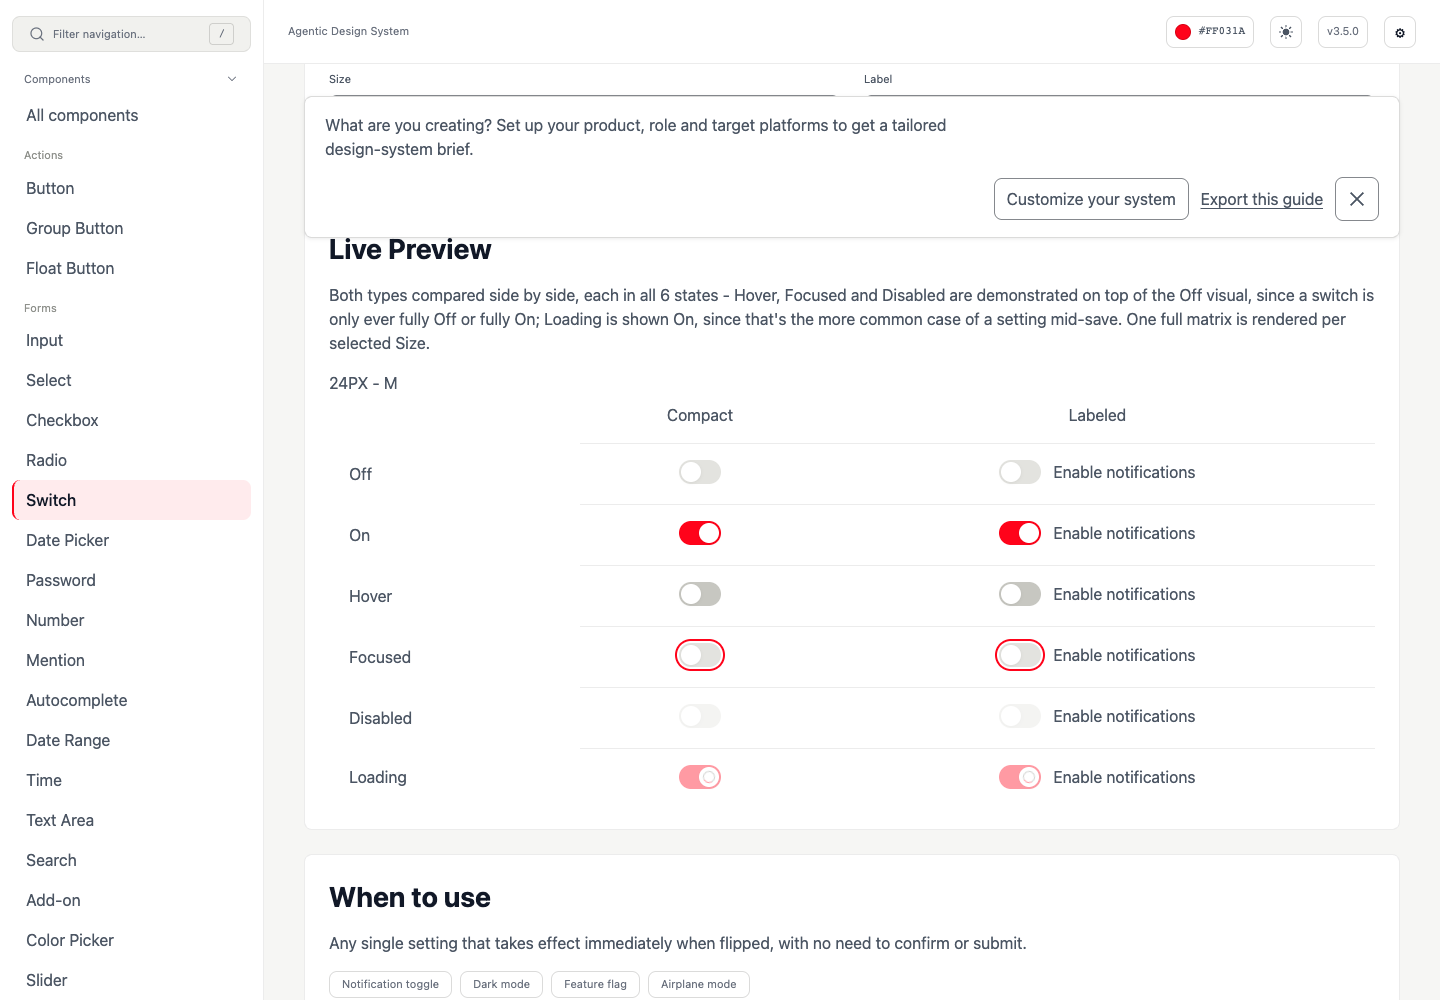 Filter navigation...
/
Components
All components
Actions
Button
Group Button
Float Button
Forms
Input
Select
Checkbox
Radio
Switch
Date Picker
Password
Number
Mention
Autocomplete
Date Range
Time
Text Area
Search
Add-on
Color Picker
Slider
Agentic Design System
#FF031A
v3.5.0
Size
Label
What are you creating? Set up your product, role and target platforms to get a tailored
design-system brief.
Customize your system
Export this guide
Live Preview
Both types compared side by side, each in all 6 states - Hover, Focused and Disabled are demonstrated on top of the Off visual, since a switch is
only ever fully Off or fully On; Loading is shown On, since that's the more common case of a setting mid-save. One full matrix is rendered per
selected Size.
24PX - M
Compact
Labeled
Off
Enable notifications
On
Enable notifications
Hover
Enable notifications
Focused
Enable notifications
Disabled
Enable notifications
Loading
Enable notifications
When to use
Any single setting that takes effect immediately when flipped, with no need to confirm or submit.
Notification toggle
Dark mode
Feature flag
Airplane mode